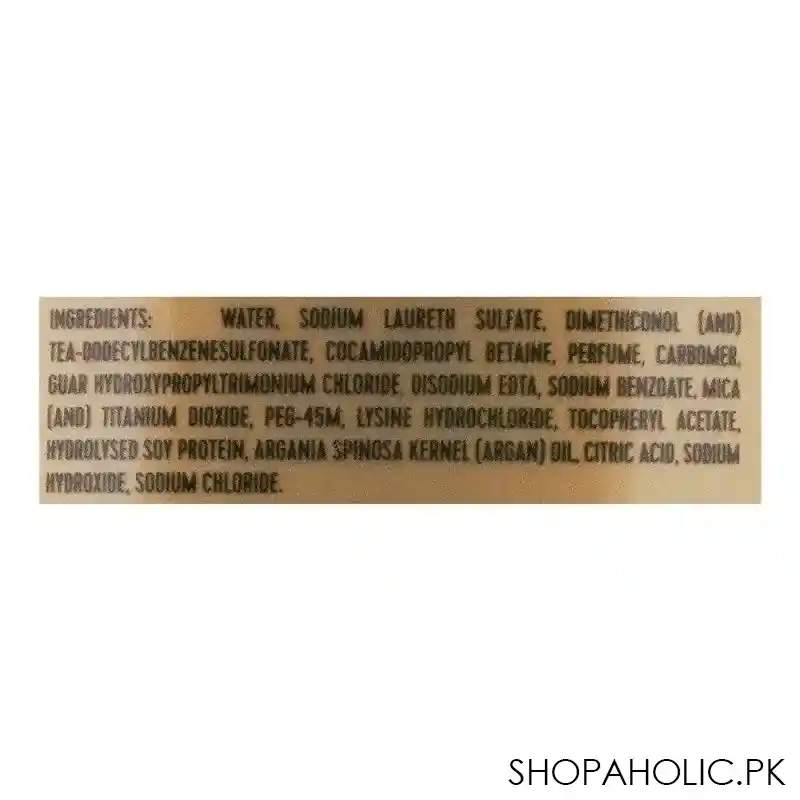 INGREDIENTS: WATER, SODIUM LAURETH SULFATE, DIMETHICONOL (AND)
TEA-DODECYLBENZENESULFONATE, COCAMIDOPROPYL BETAINE, PERFUME, CARBOMER,
GUAR HYDROXYPROPYLTRIMONIUM CHLORIDE, DISODIUM EDTA, SODIUM BENZOATE, MICA
(AND) TITANIUM DIOXIDE, PEG-45M, LYSINE HYDROCHLORIDE, TOCOPHERYL ACETATE,
HYDROLYSED SOY PROTEIN, ARGANIA SPINOSA KERNEL (ARGAN) OIL, CITRIC ACID, SODIUM
HYDROXIDE, SODIUM CHLORIDE.
SHOPAHOLIC.PK